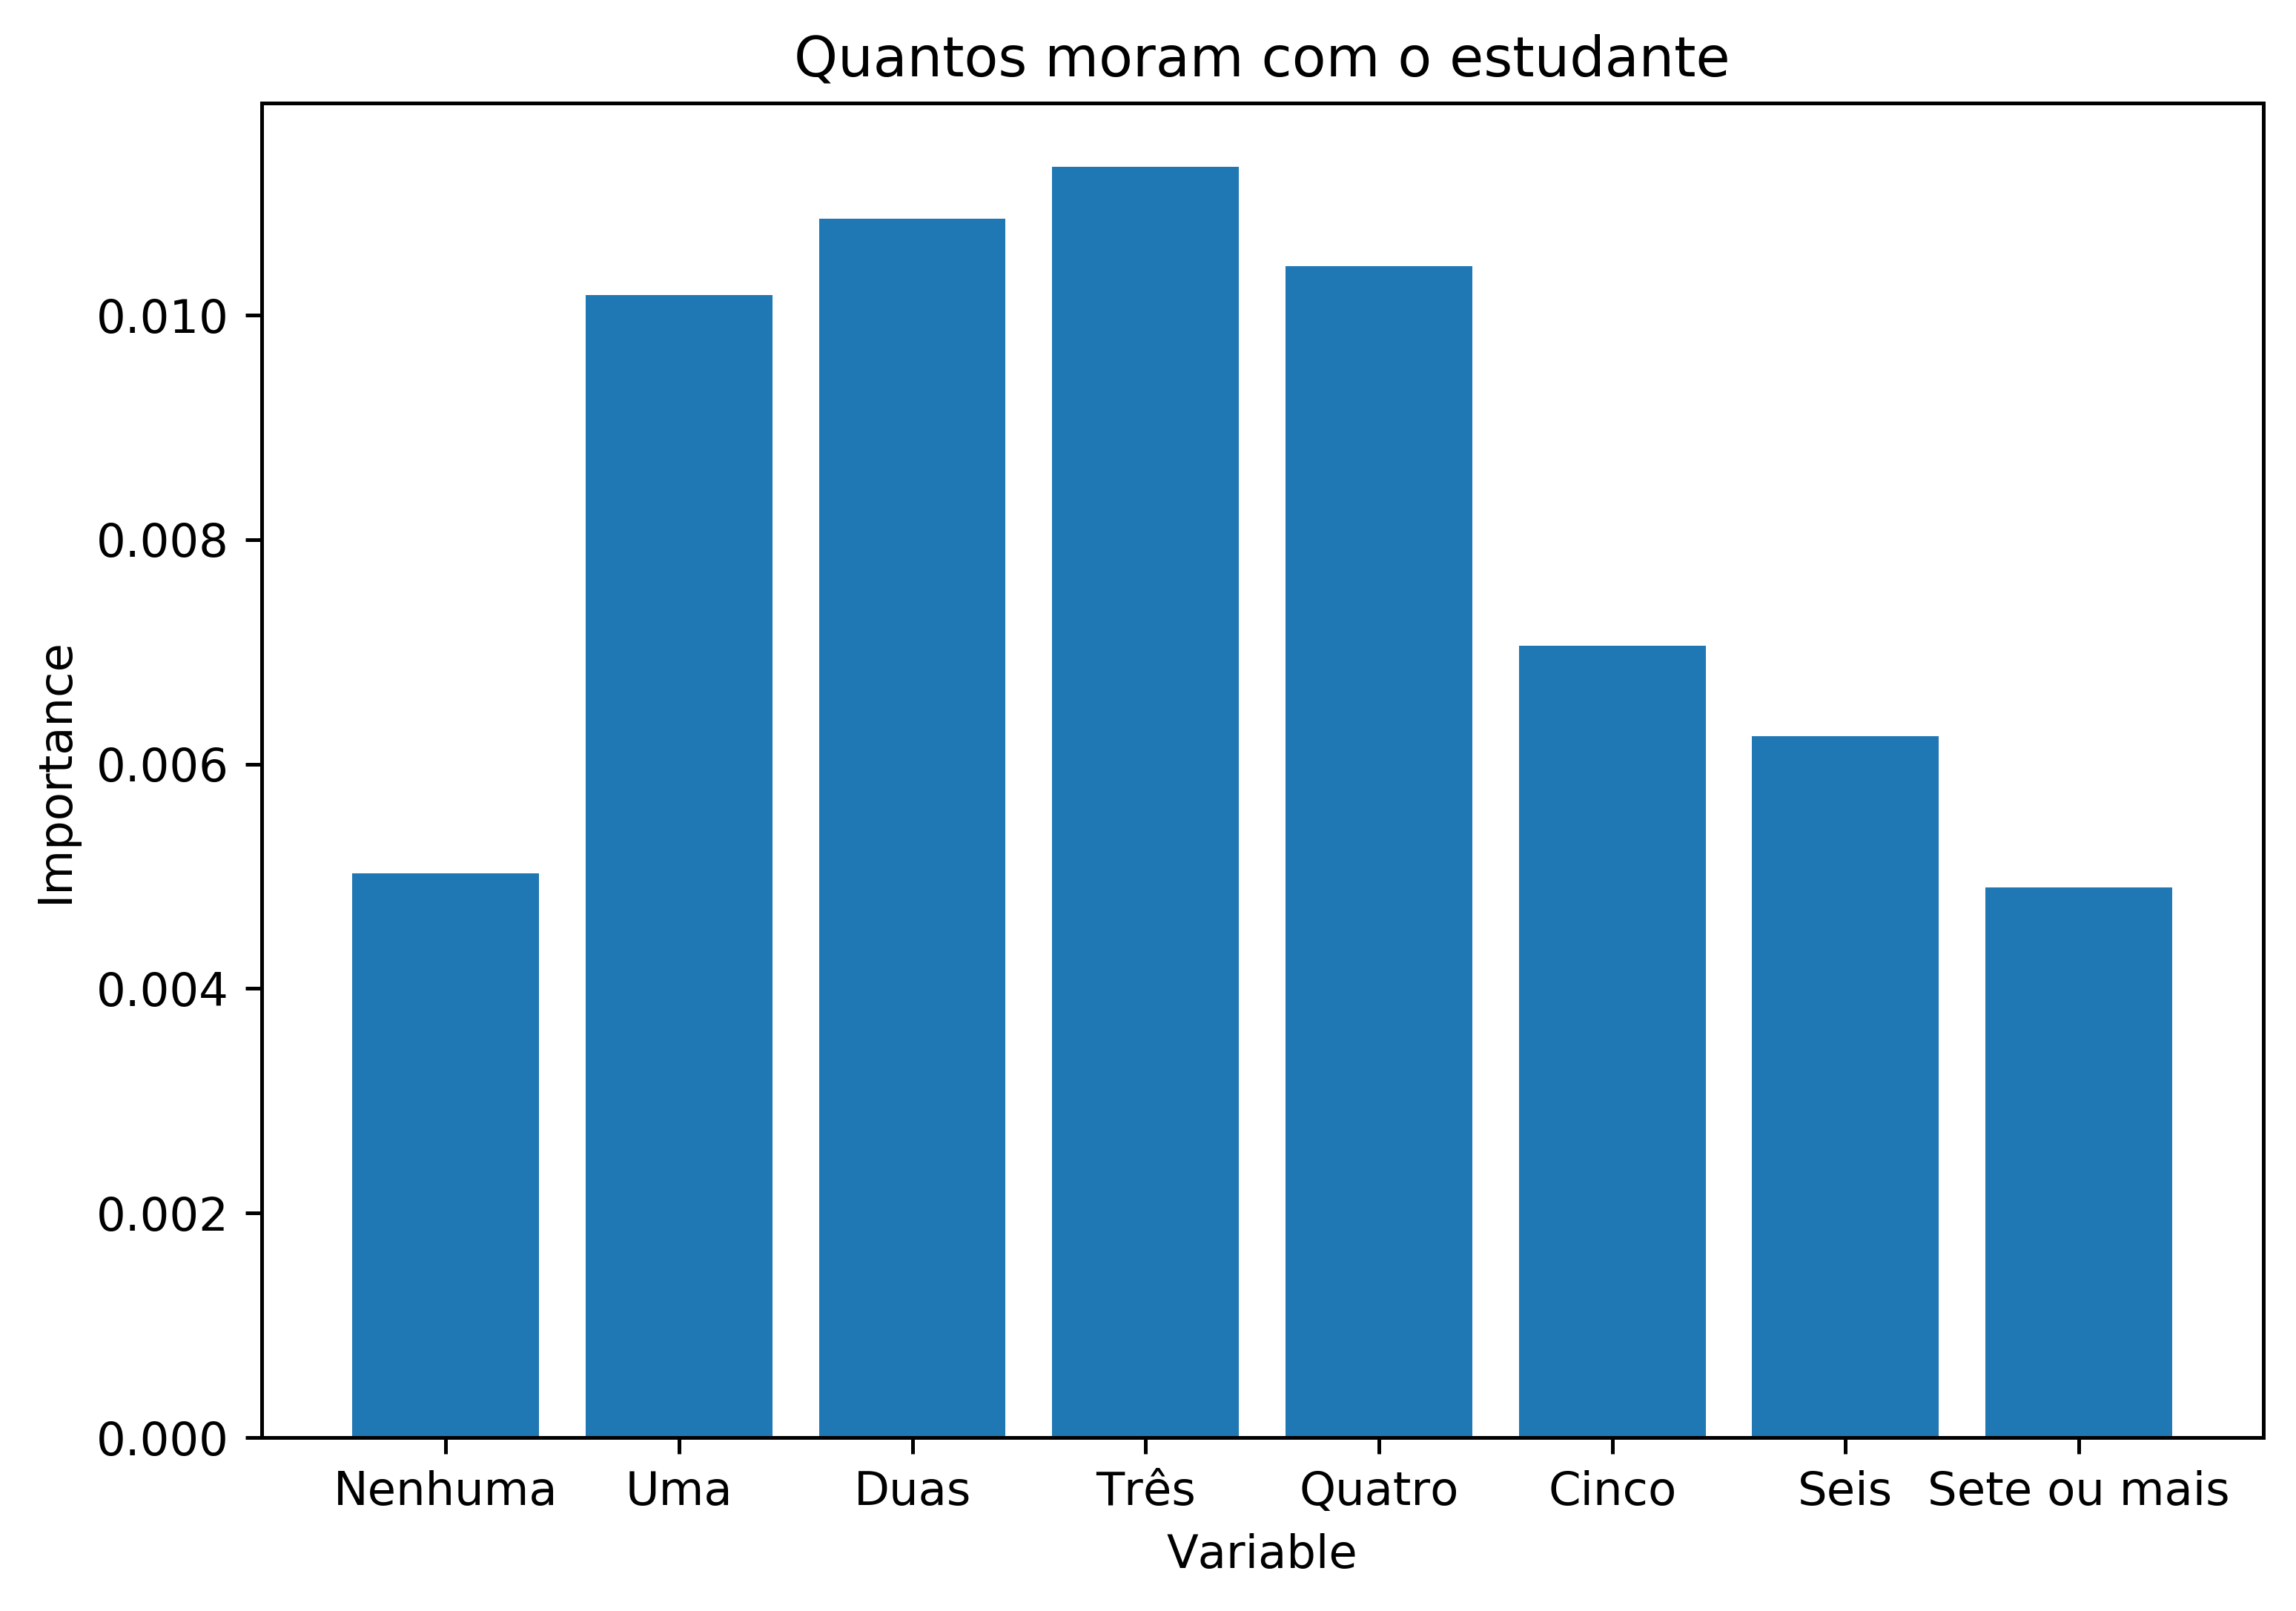 Quantos moram com o estudante
Importance
0.010
0.008
0.006
0.004
0.002
0.000
Nenhuma Uma Duas Três Quatro Cinco Seis Sete ou mais
Variable